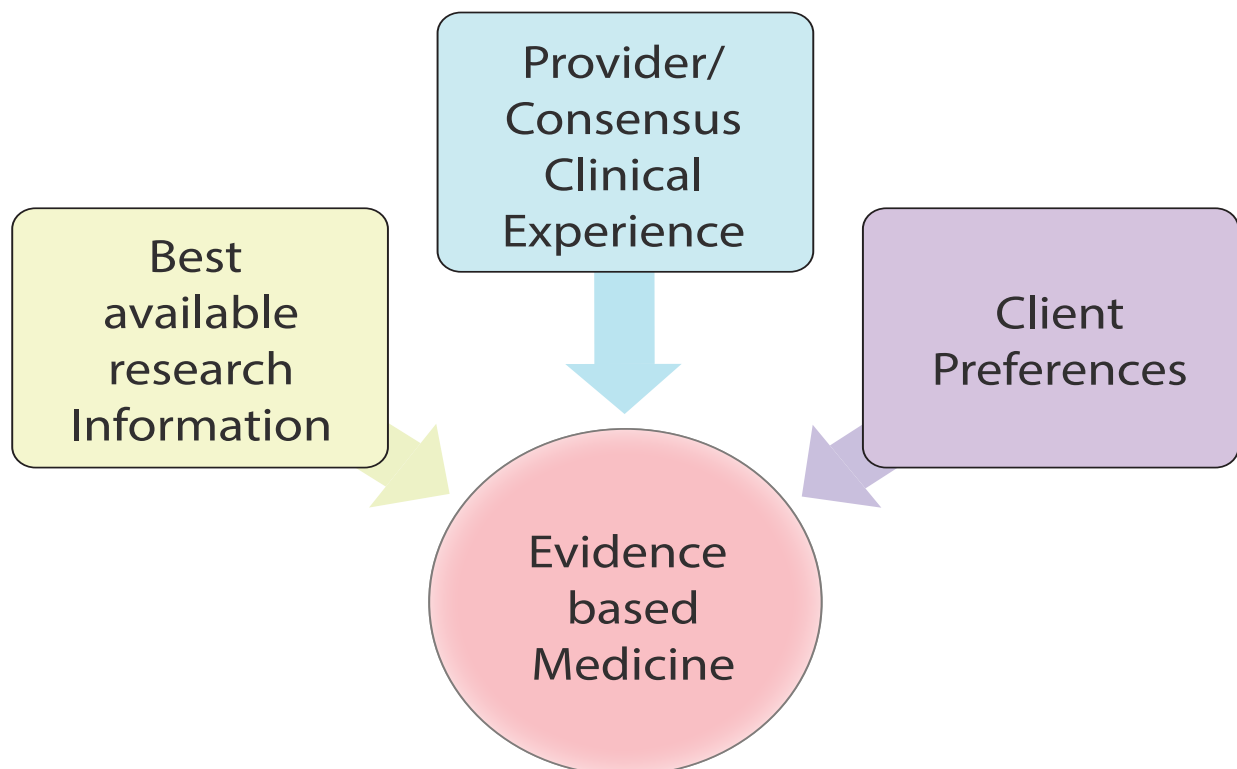 Best
available
research
Information
Provider/
Consensus
Clinical
Experience
Client
Preferences
Evidence
based
Medicine